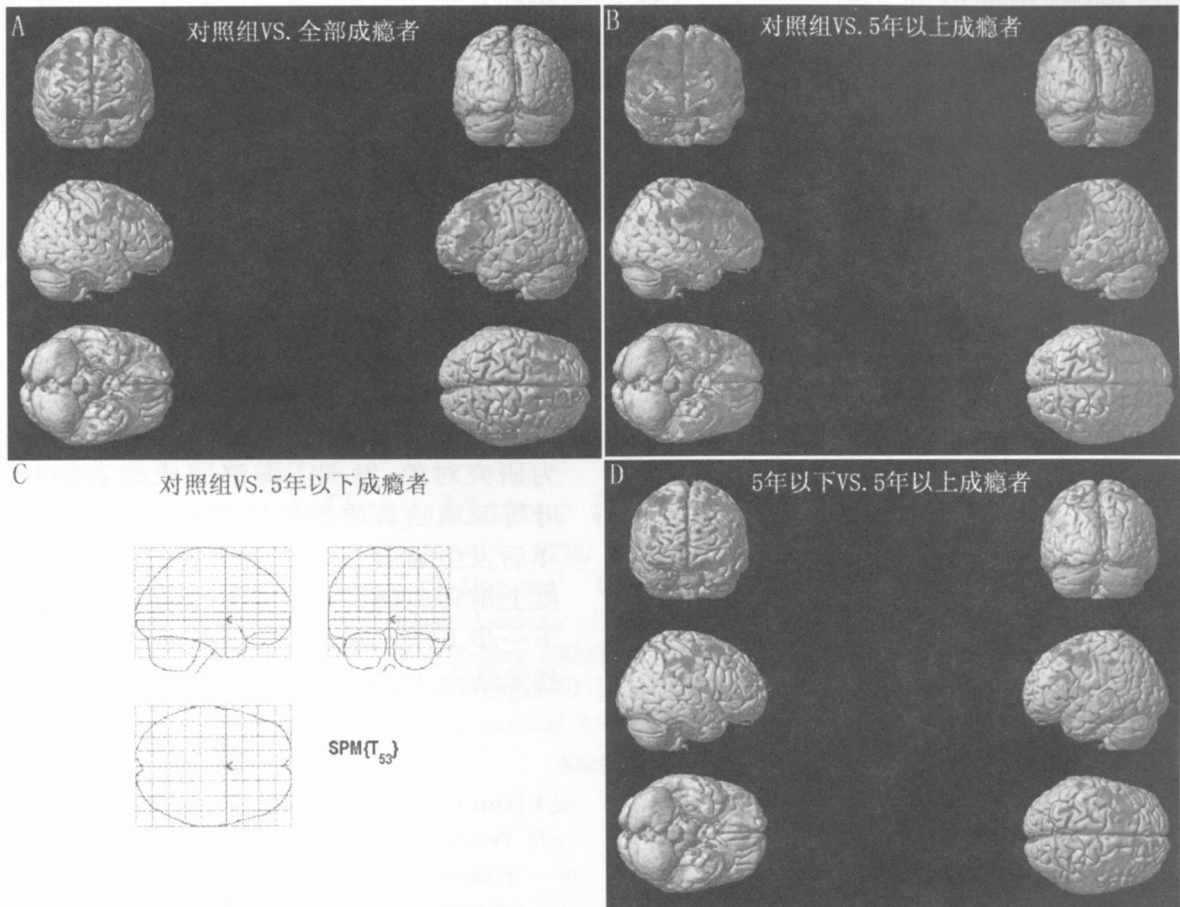 A
对照组VS.全部成瘾者
B
对照组VS.5年以上成瘾者
C
对照组VS.5年以下成瘾者
SPM{T53}
D
5年以下VS.5年以上成瘾者